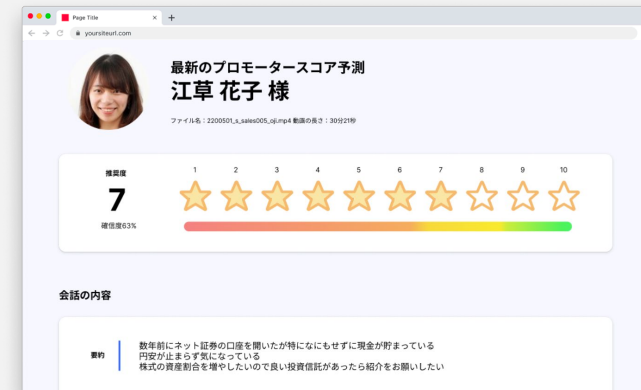 Page Title
yoursiteurl.com
最新のプロモータースコア予測
江草 花子 様
ファイル名：2200501_s_sales005_oji.mp4 動画の長さ：30分21秒
推奨度
1 2 3 4 5 6 7 8 9 10
7
確信度63%
会話の内容
要約
数年前にネット証券の口座を開いたが特になにもせずに現金が貯まっている
円安が止まらず気になっている
株式の資産割合を増やしたいので良い投資信託があったら紹介をお願いしたい